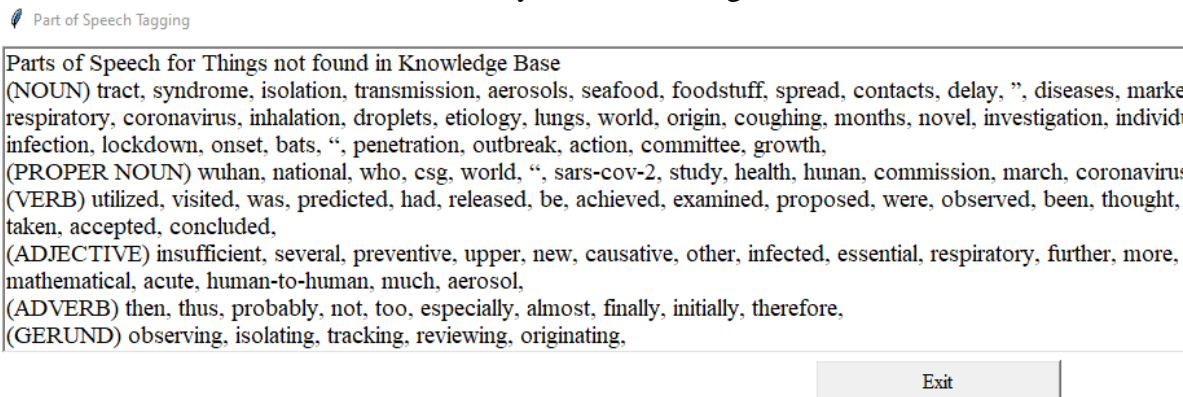 Part of Speech Tagging
Parts of Speech for Things not found in Knowledge Base
(NOUN) tract, syndrome, isolation, transmission, aerosols, seafood, foodstuff, spread, contacts, delay, ”, diseases, marke
respiratory, coronavirus, inhalation, droplets, etiology, lungs, world, origin, coughing, months, novel, investigation, individu
infection, lockdown, onset, bats, “, penetration, outbreak, action, committee, growth,
(PROPER NOUN) wuhan, national, who, csg, world, “, sars-cov-2, study, health, hunan, commission, march, coronavirus
(VERB) utilized, visited, was, predicted, had, released, be, achieved, examined, proposed, were, observed, been, thought,
taken, accepted, concluded,
(ADJECTIVE) insufficient, several, preventive, upper, new, causative, other, infected, essential, respiratory, further, more,
mathematical, acute, human-to-human, much, aerosol,
(ADVERB) then, thus, probably, not, too, especially, almost, finally, initially, therefore,
(GERUND) observing, isolating, tracking, reviewing, originating,
Exit